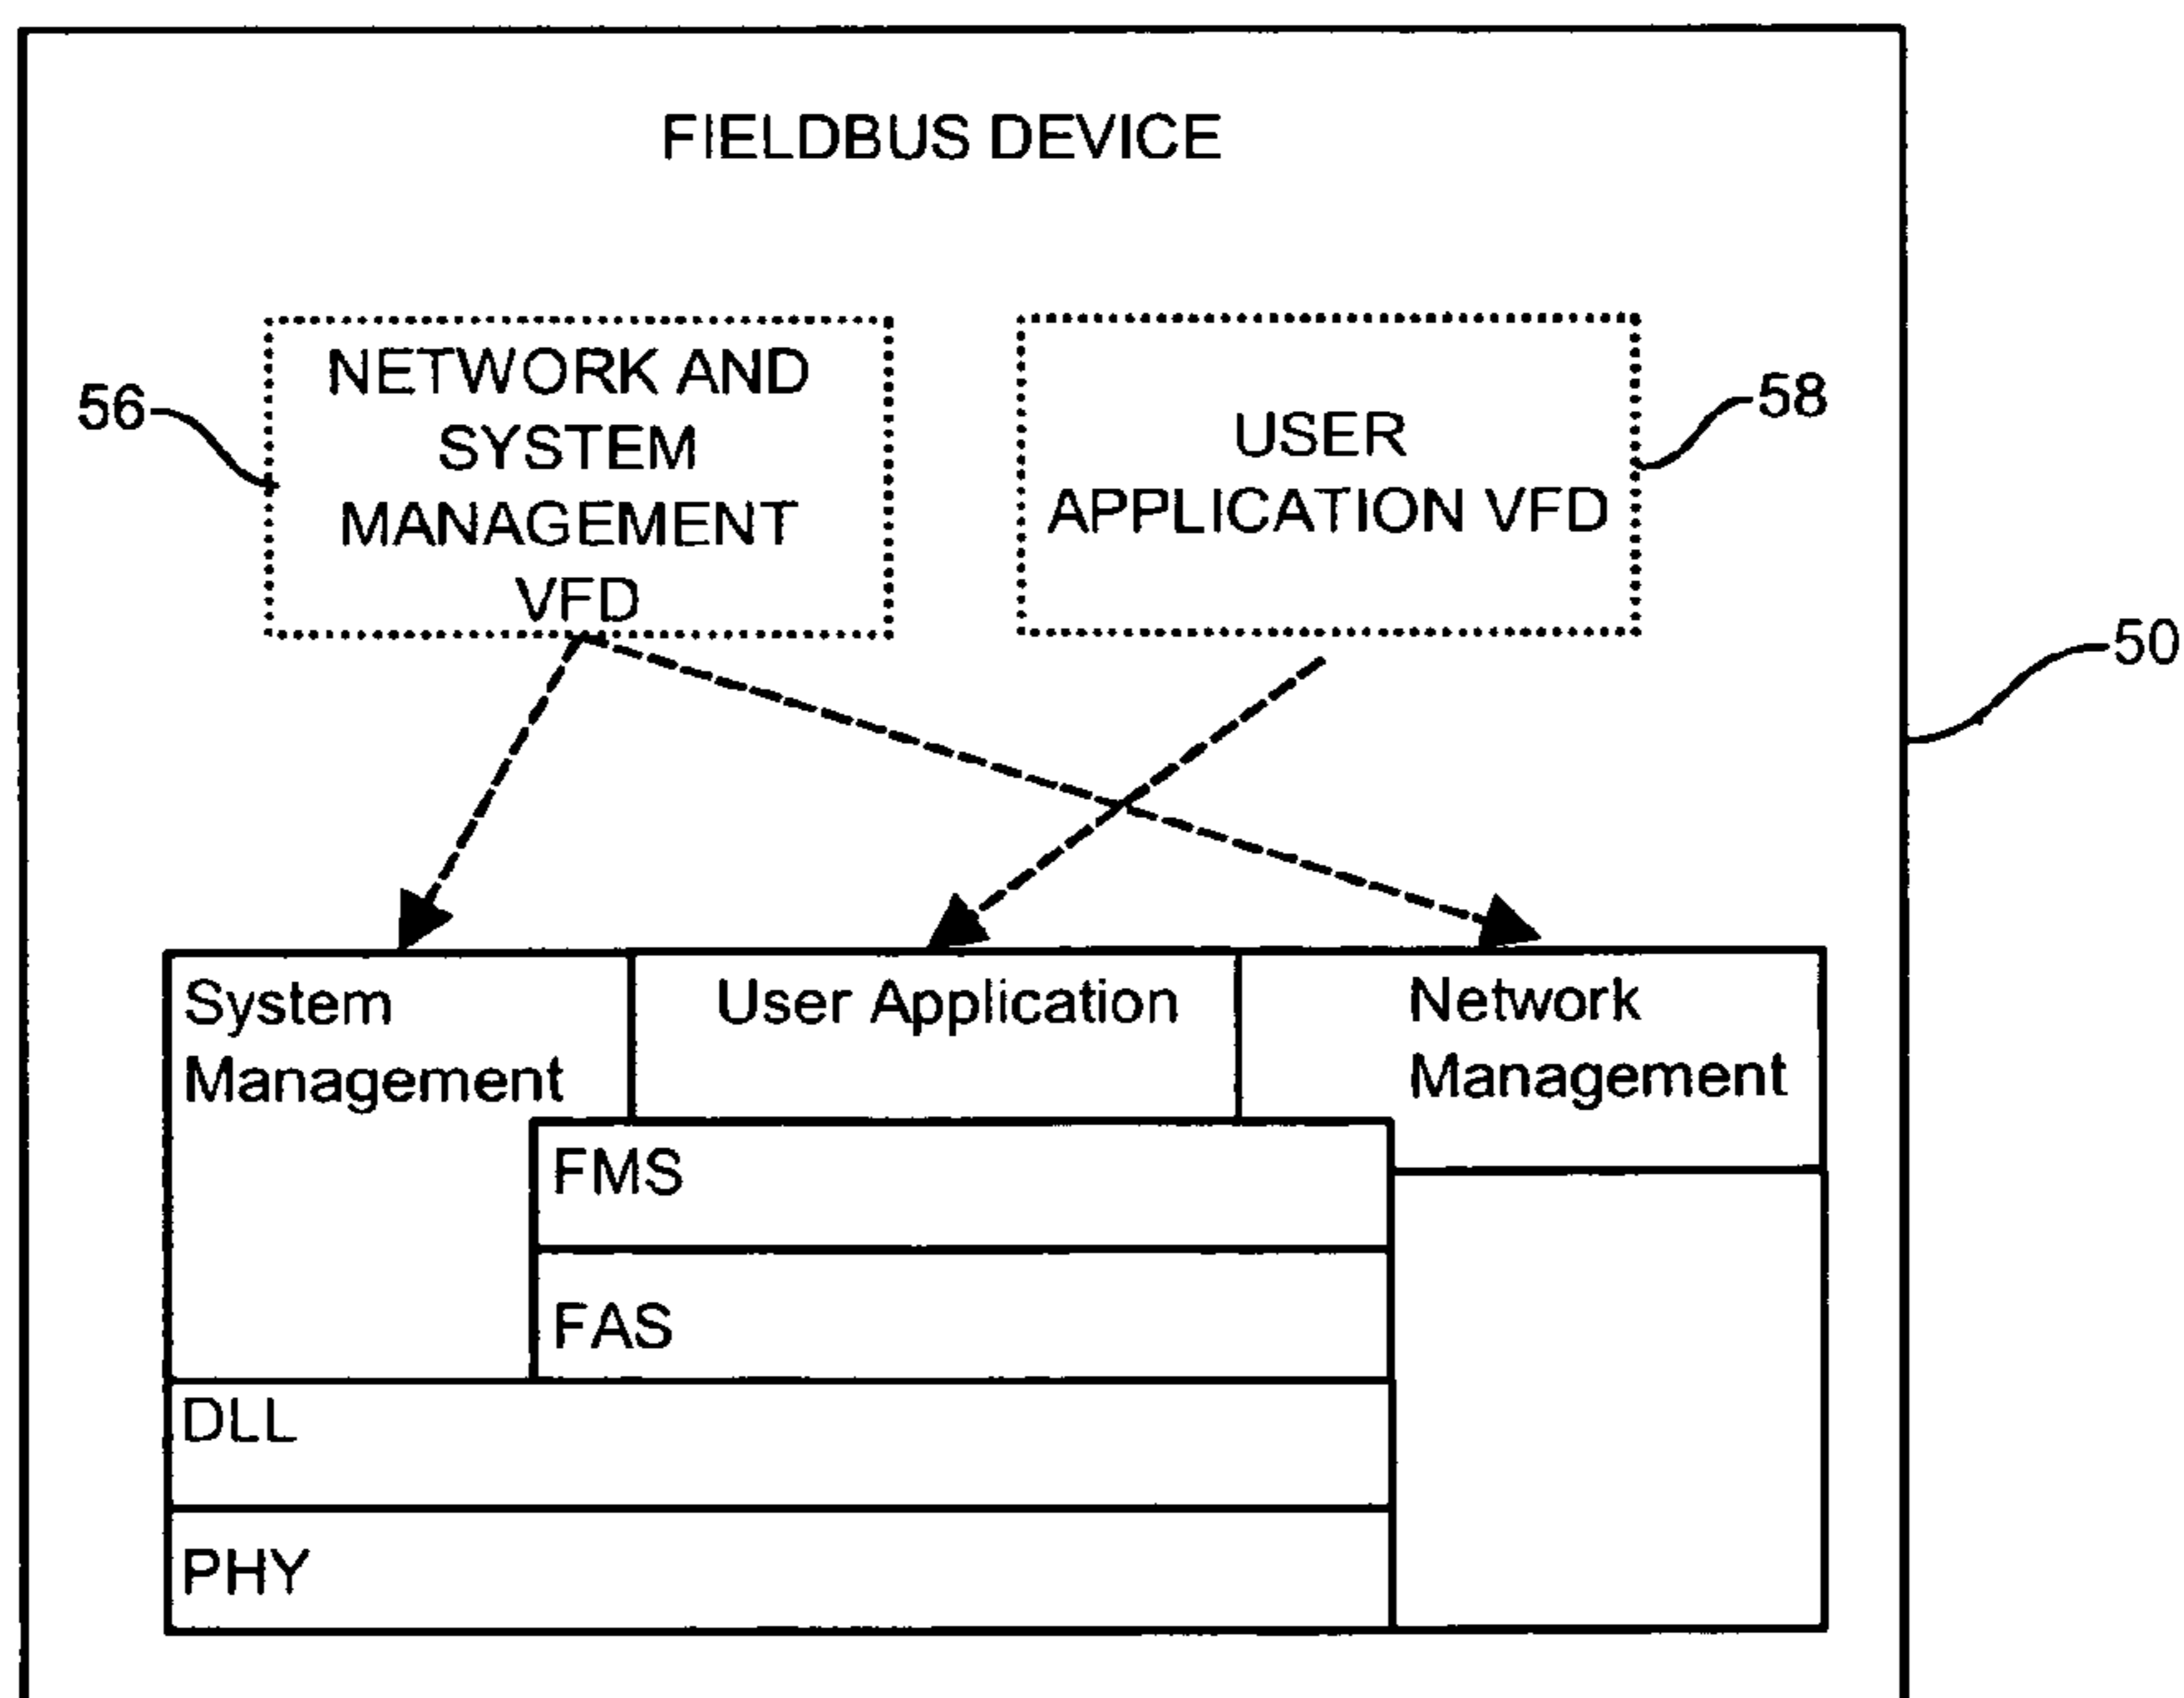 FIELDBUS DEVICE
NETWORK AND
SYSTEM
MANAGEMENT
VFD
56
USER
APPLICATION VFD
58
50
System
Management
User Application
Network
Management
FMS
FAS
DLL
PHY